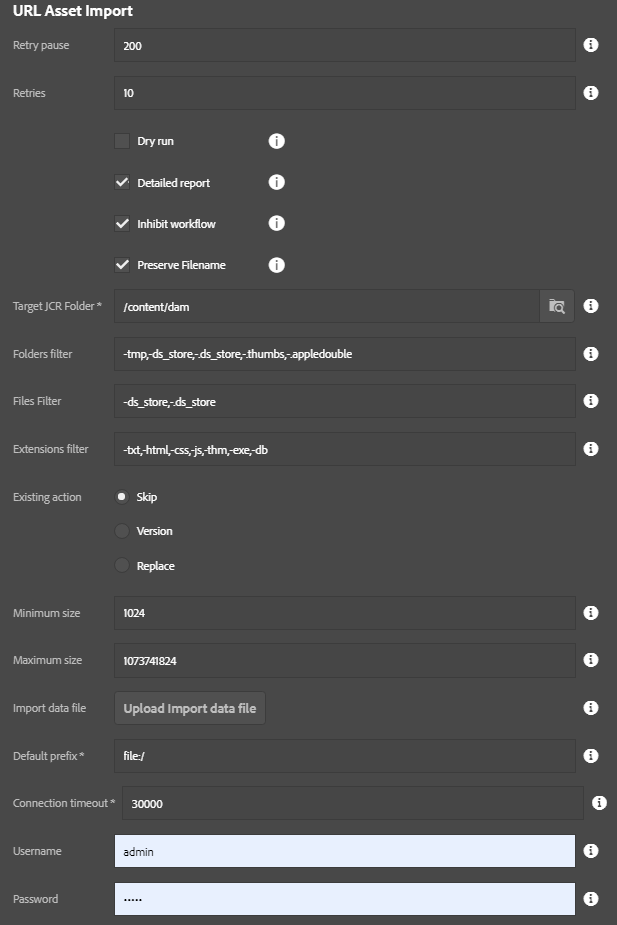 URL Asset Import
Retry pause 200
Retries 10
Dry run
Detailed report
Inhibit workflow
Preserve Filename
Target JCR Folder * /content/dam
Folders filter -tmp,-ds_store,-.ds_store,-.thumbs,-.appledouble
Files Filter -ds_store,-.ds_store
Extensions filter -txt,-html,-css,-js,-thm,-exe,-db
Existing action Skip
Version
Replace
Minimum size 1024
Maximum size 1073741824
Import data file Upload Import data file
Default prefix * file:/
Connection timeout * 30000
Username admin
Password •••••